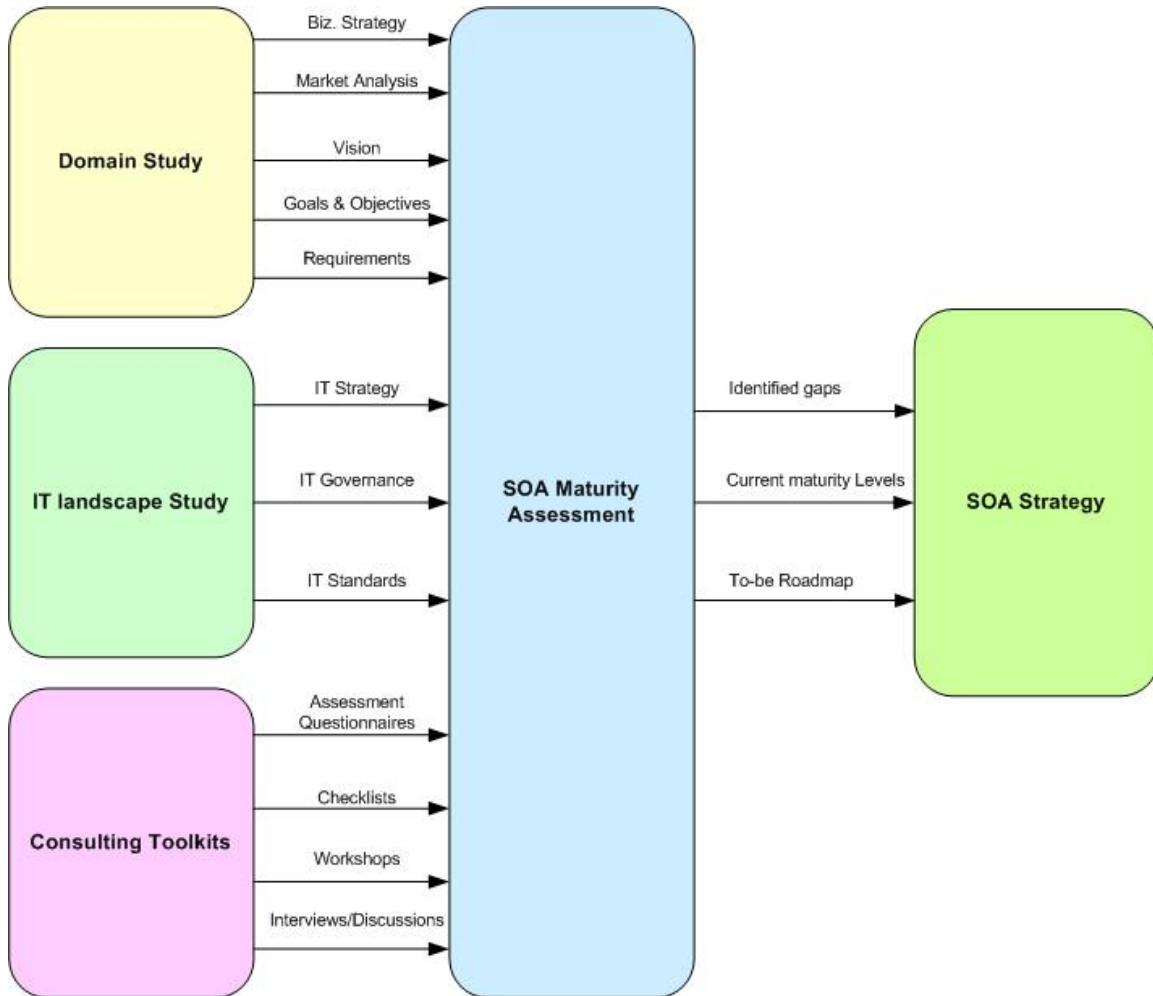 Biz. Strategy
Market Analysis
Domain Study
Vision
Goals & Objectives
Requirements
IT Strategy
IT landscape Study
IT Governance
IT Standards
Assessment
Questionnaires
Consulting Toolkits
Checklists
Workshops
Interviews/Discussions
SOA Maturity
Assessment
Identified gaps
Current maturity Levels
To-be Roadmap
SOA Strategy